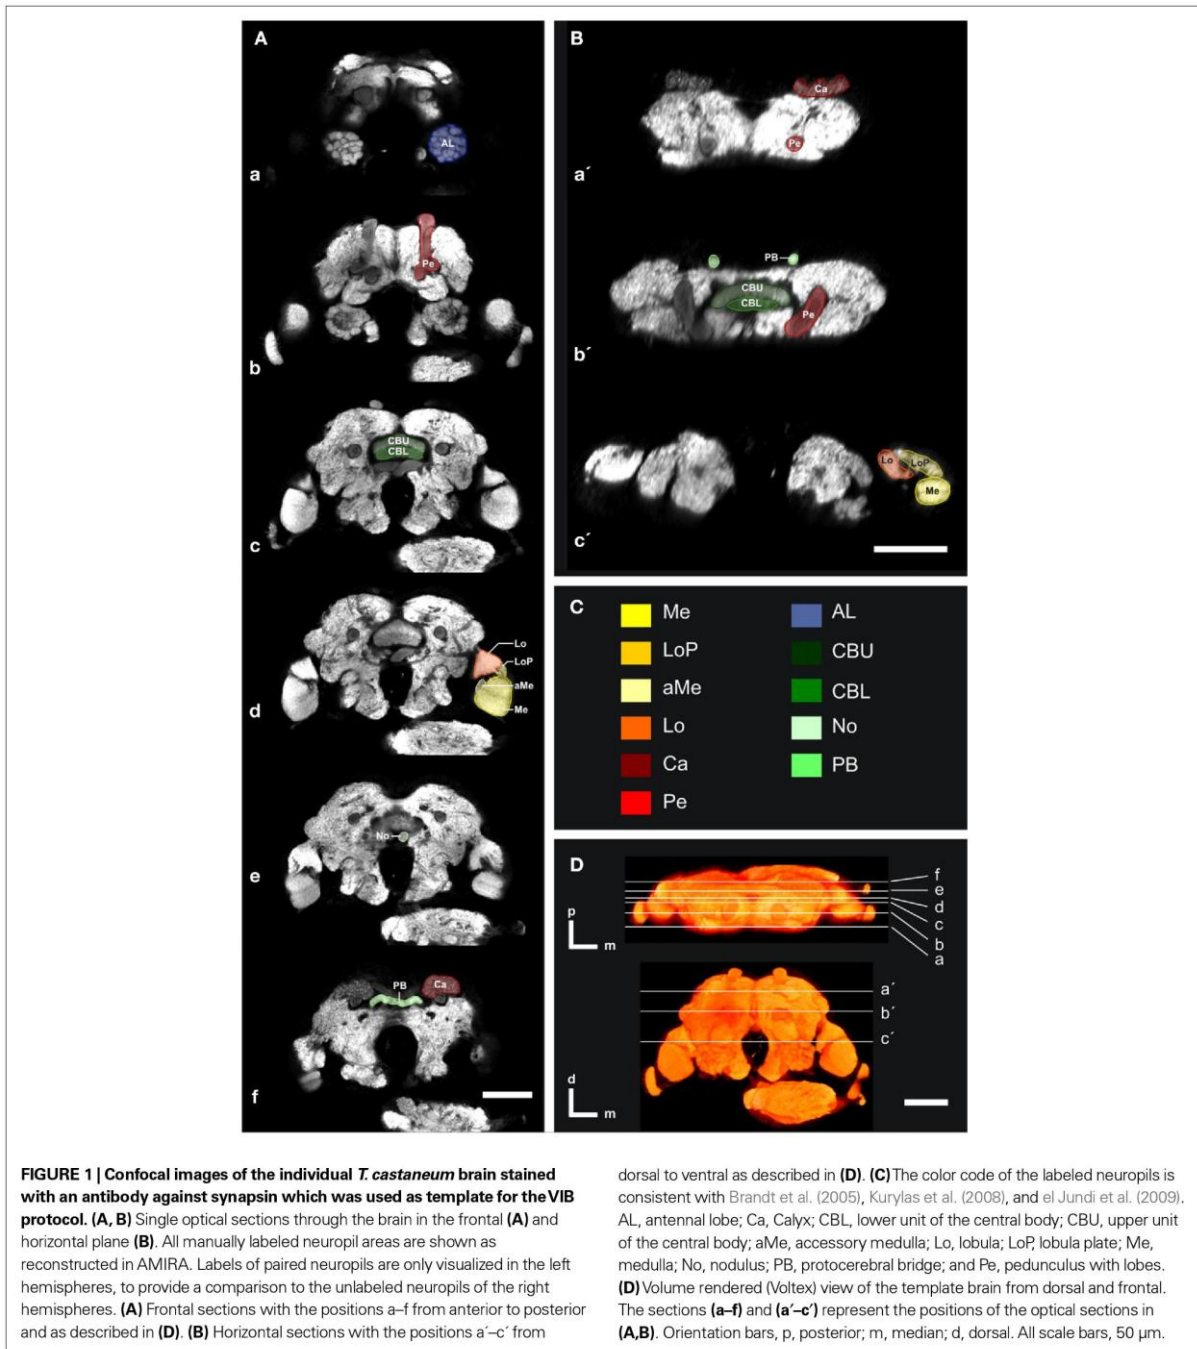 A
AL
a
Pe
b
CBU
CBL
c
Lo
LoP
aMe
Me
d
No
e
PB
Ca
f
B
Ca
Pe
a´
PB
CBU
CBL
Pe
b´
Lo
LoP
Me
c´
C
Me
LoP
aMe
Lo
Ca
Pe
AL
CBU
CBL
No
PB
D
p
m
f
e
d
c
b
a
a´
b´
c´
d
m
FIGURE 1 | Confocal images of the individual T. castaneum brain stained
with an antibody against synapsin which was used as template for the VIB
protocol. (A, B) Single optical sections through the brain in the frontal (A) and
horizontal plane (B). All manually labeled neuropil areas are shown as
reconstructed in AMIRA. Labels of paired neuropils are only visualized in the left
hemispheres, to provide a comparison to the unlabeled neuropils of the right
hemispheres. (A) Frontal sections with the positions a–f from anterior to posterior
and as described in (D). (B) Horizontal sections with the positions a´–c´ from
dorsal to ventral as described in (D). (C) The color code of the labeled neuropils is
consistent with Brandt et al. (2005), Kurylas et al. (2008), and el Jundi et al. (2009).
AL, antennal lobe; Ca, Calyx; CBL, lower unit of the central body; CBU, upper unit
of the central body; aMe, accessory medulla; Lo, lobula; LoP, lobula plate; Me,
medulla; No, nodulus; PB, protocerebral bridge; and Pe, pedunculus with lobes.
(D) Volume rendered (Voltex) view of the template brain from dorsal and frontal.
The sections (a–f) and (a´–c´) represent the positions of the optical sections in
(A,B). Orientation bars, p, posterior; m, median; d, dorsal. All scale bars, 50 μm.